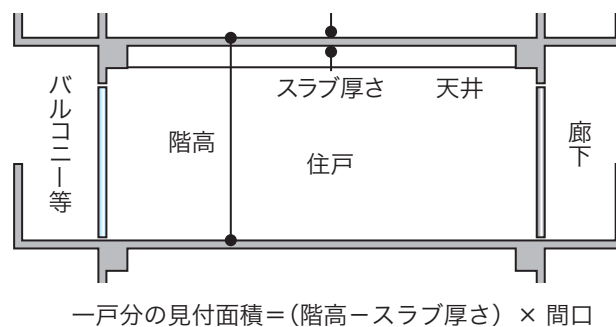 スラブ厚さ
天井
バルコニー等
階高
住戸
廊下
一戸分の見付面積=(階高-スラブ厚さ) × 間口